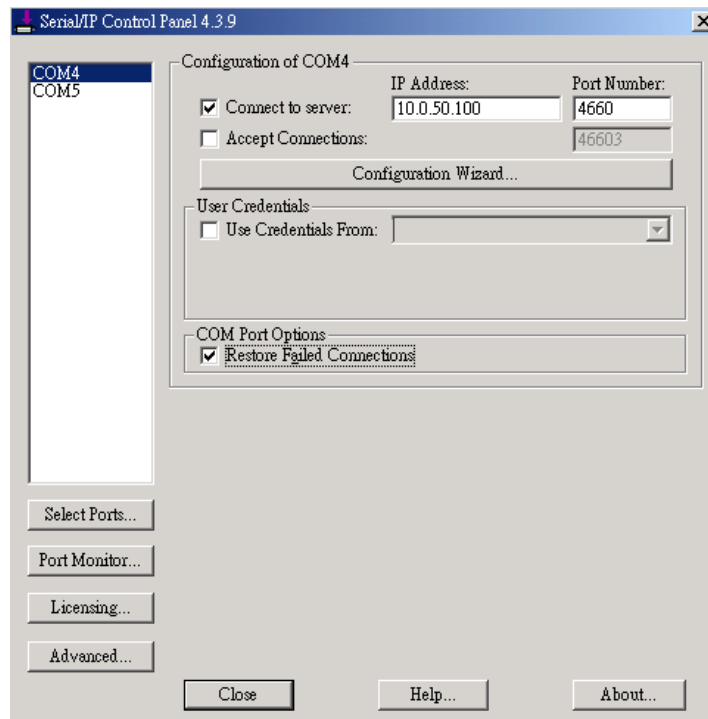 Serial/IP Control Panel 4.3.9
COM4
COM5
Configuration of COM4
IP Address: Port Number:
Connect to server: 10.0.50.100 4660
Accept Connections: 46603
Configuration Wizard...
User Credentials
Use Credentials From:
COM Port Options
Restore Failed Connections
Select Ports...
Port Monitor...
Licensing...
Advanced...
Close Help... About...